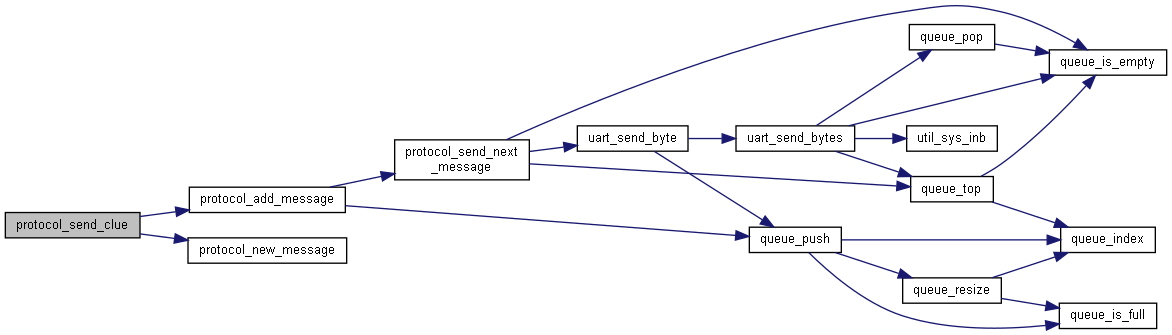 protocol_send_clue
protocol_add_message
protocol_new_message
protocol_send_next
_message
uart_send_byte
uart_send_bytes
queue_pop
queue_is_empty
util_sys_inb
queue_top
queue_push
queue_index
queue_resize
queue_is_full